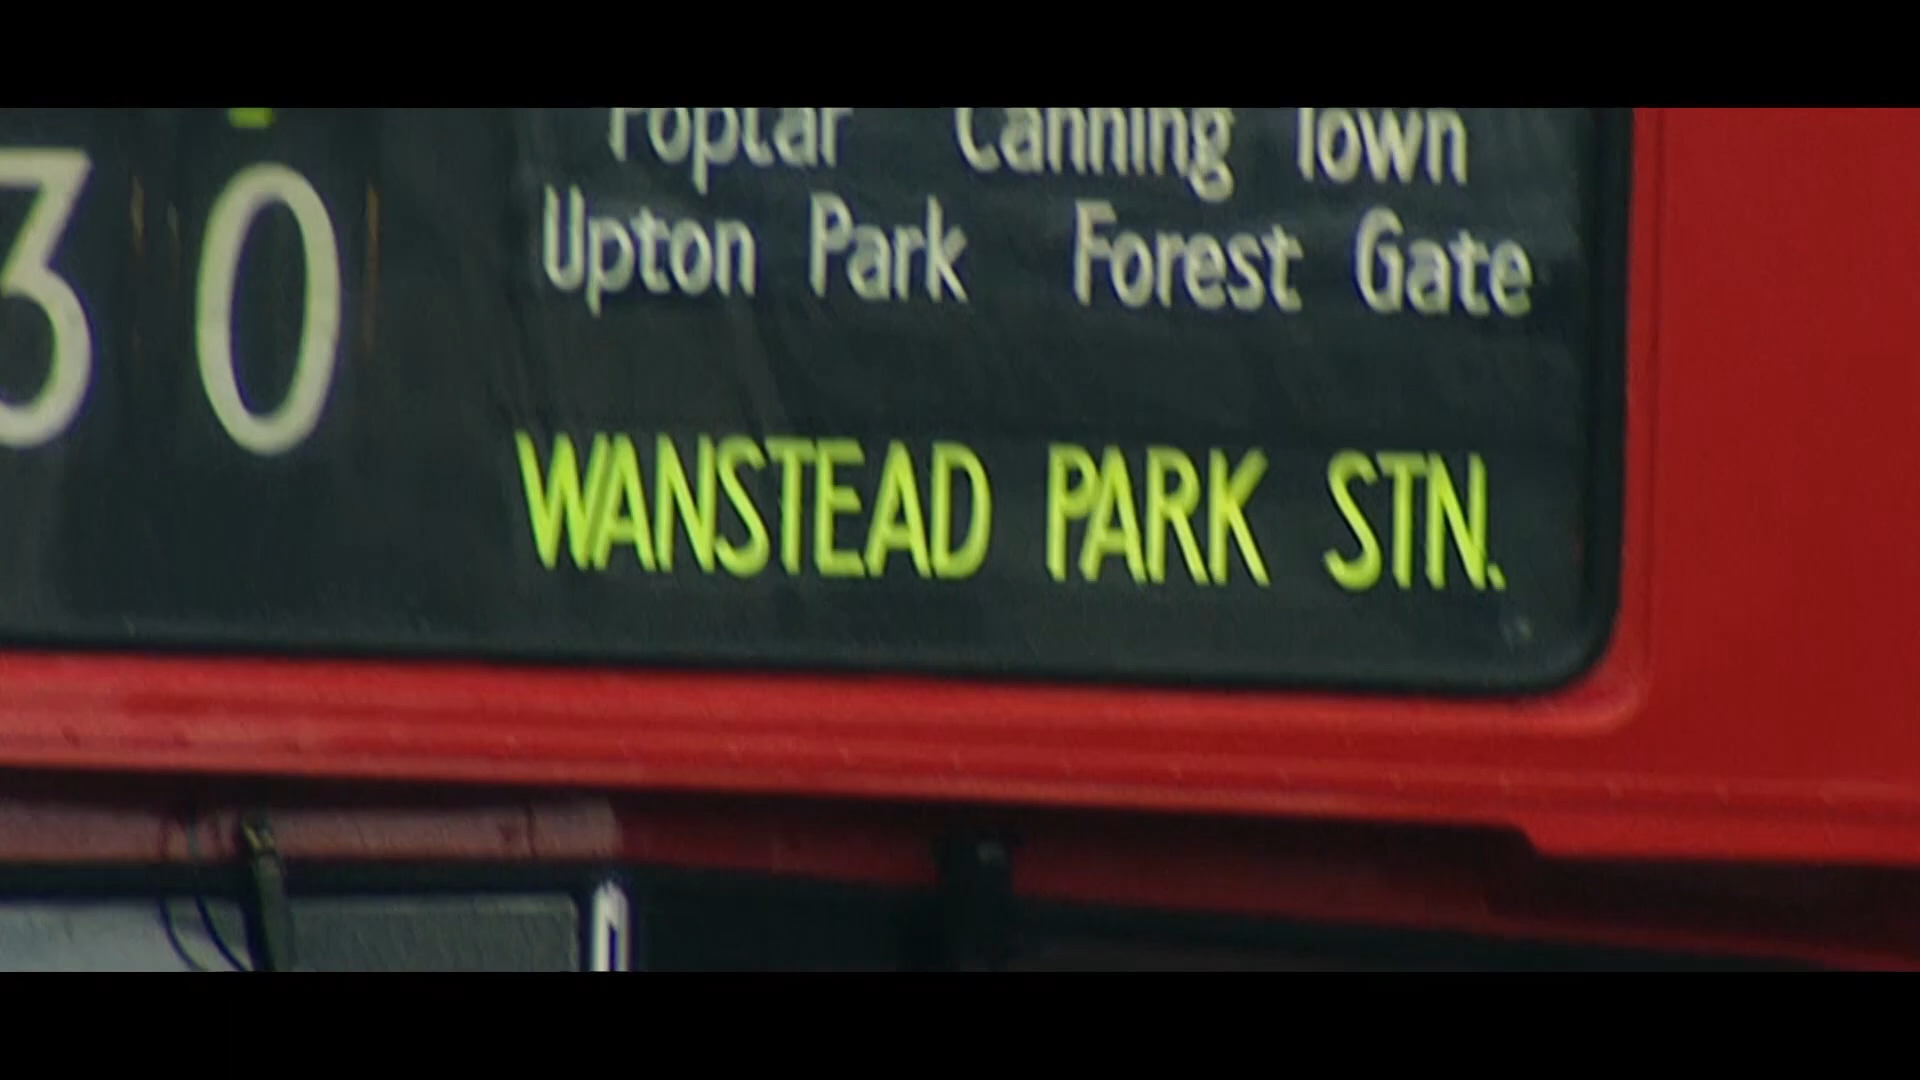 Poplar Canning Town
30
Upton Park Forest Gate
WANSTEAD PARK STN.